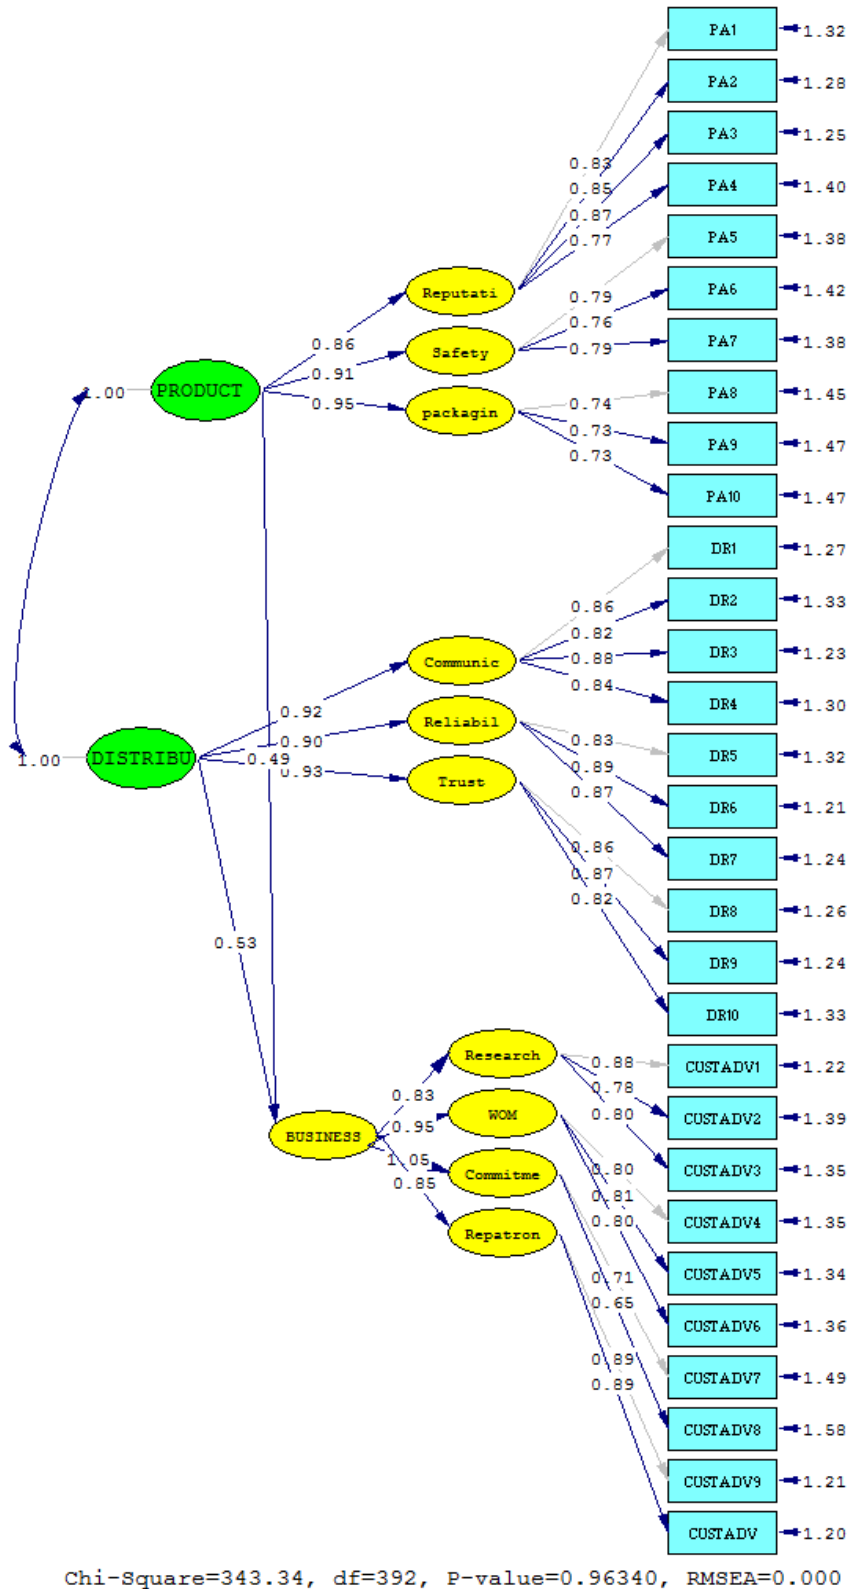 PA1 1.32
PA2 1.28
PA3 1.25
0.83
0.85
PA4 1.40
0.87
0.77
PA5 1.38
Reputati
PA6 1.42
0.79
0.76
PA7 1.38
0.86
0.79
Safety
0.91
1.00
PRODUCT
PA8 1.45
0.95
0.74
packagin
0.73
PA9 1.47
0.73
PA10 1.47
DR1 1.27
DR2 1.33
0.86
0.82
DR3 1.23
Communic
0.88
0.84
DR4 1.30
0.92
Reliabil
0.90
0.83
DR5 1.32
1.00
DISTRIBU
0.49
0.93
0.89
Trust
0.87
DR6 1.21
0.86
DR7 1.24
0.87
0.82
DR8 1.26
0.53
DR9 1.24
DR10 1.33
Research
0.88
CUSTADV1 1.22
0.83
0.78
WOM
0.80
CUSTADV2 1.39
0.95
BUSINESS
1.05
0.85
Commitme
0.80
CUSTADV3 1.35
0.81
0.80
CUSTADV4 1.35
Repatron
CUSTADV5 1.34
0.71
0.65
CUSTADV6 1.36
0.89
0.89
CUSTADV7 1.49
CUSTADV8 1.58
CUSTADV9 1.21
CUSTADV 1.20
Chi-Square=343.34, df=392, P-value=0.96340, RMSEA=0.000